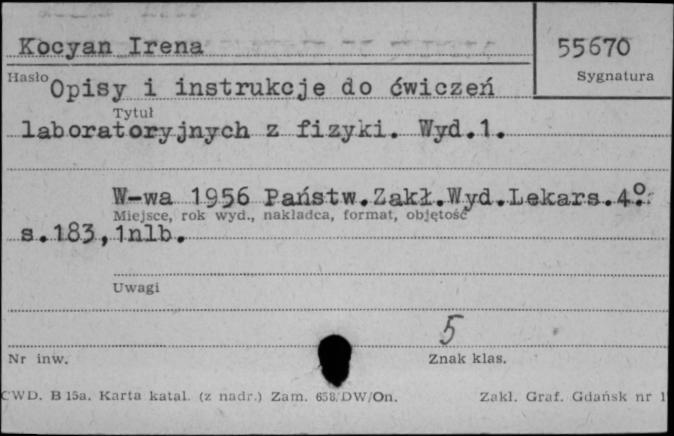 Kocyan Irena
55670
Hasło
Sygnatura
Opisy i instrukcje do ćwiczeń
Tytuł
laboratoryjnych z fizyki. Wyd.1.
W-wa 1956 Państw.Zakł.Wyd.Lekars.4°.
Miejsce, rok wyd., nakładca, format, objętość
s.183,1nlb.
Uwagi
5
Nr inw.
Znak klas.
CWD. B 15a. Karta katal. (z nadr.) Zam. 658/DW/On.
Zakł. Graf. Gdańsk nr 1